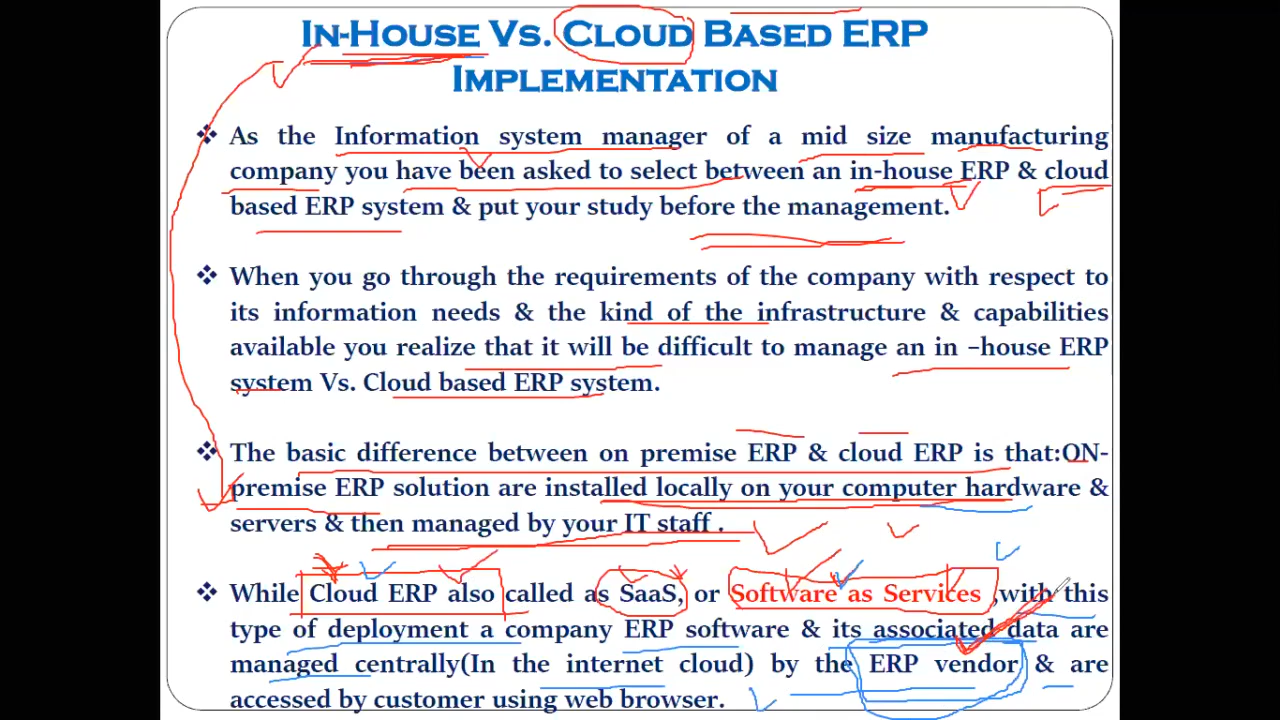 IN-HOUSE VS. CLOUD BASED ERP
IMPLEMENTATION
❖ As the Information system manager of a mid size manufacturing
company you have been asked to select between an in-house ERP & cloud
based ERP system & put your study before the management.
❖ When you go through the requirements of the company with respect to
its information needs & the kind of the infrastructure & capabilities
available you realize that it will be difficult to manage an in –house ERP
system Vs. Cloud based ERP system.
❖ The basic difference between on premise ERP & cloud ERP is that:ON-
premise ERP solution are installed locally on your computer hardware &
servers & then managed by your IT staff .
❖ While Cloud ERP also called as SaaS, or Software as Services ,with this
type of deployment a company ERP software & its associated data are
managed centrally(In the internet cloud) by the ERP vendor & are
accessed by customer using web browser.